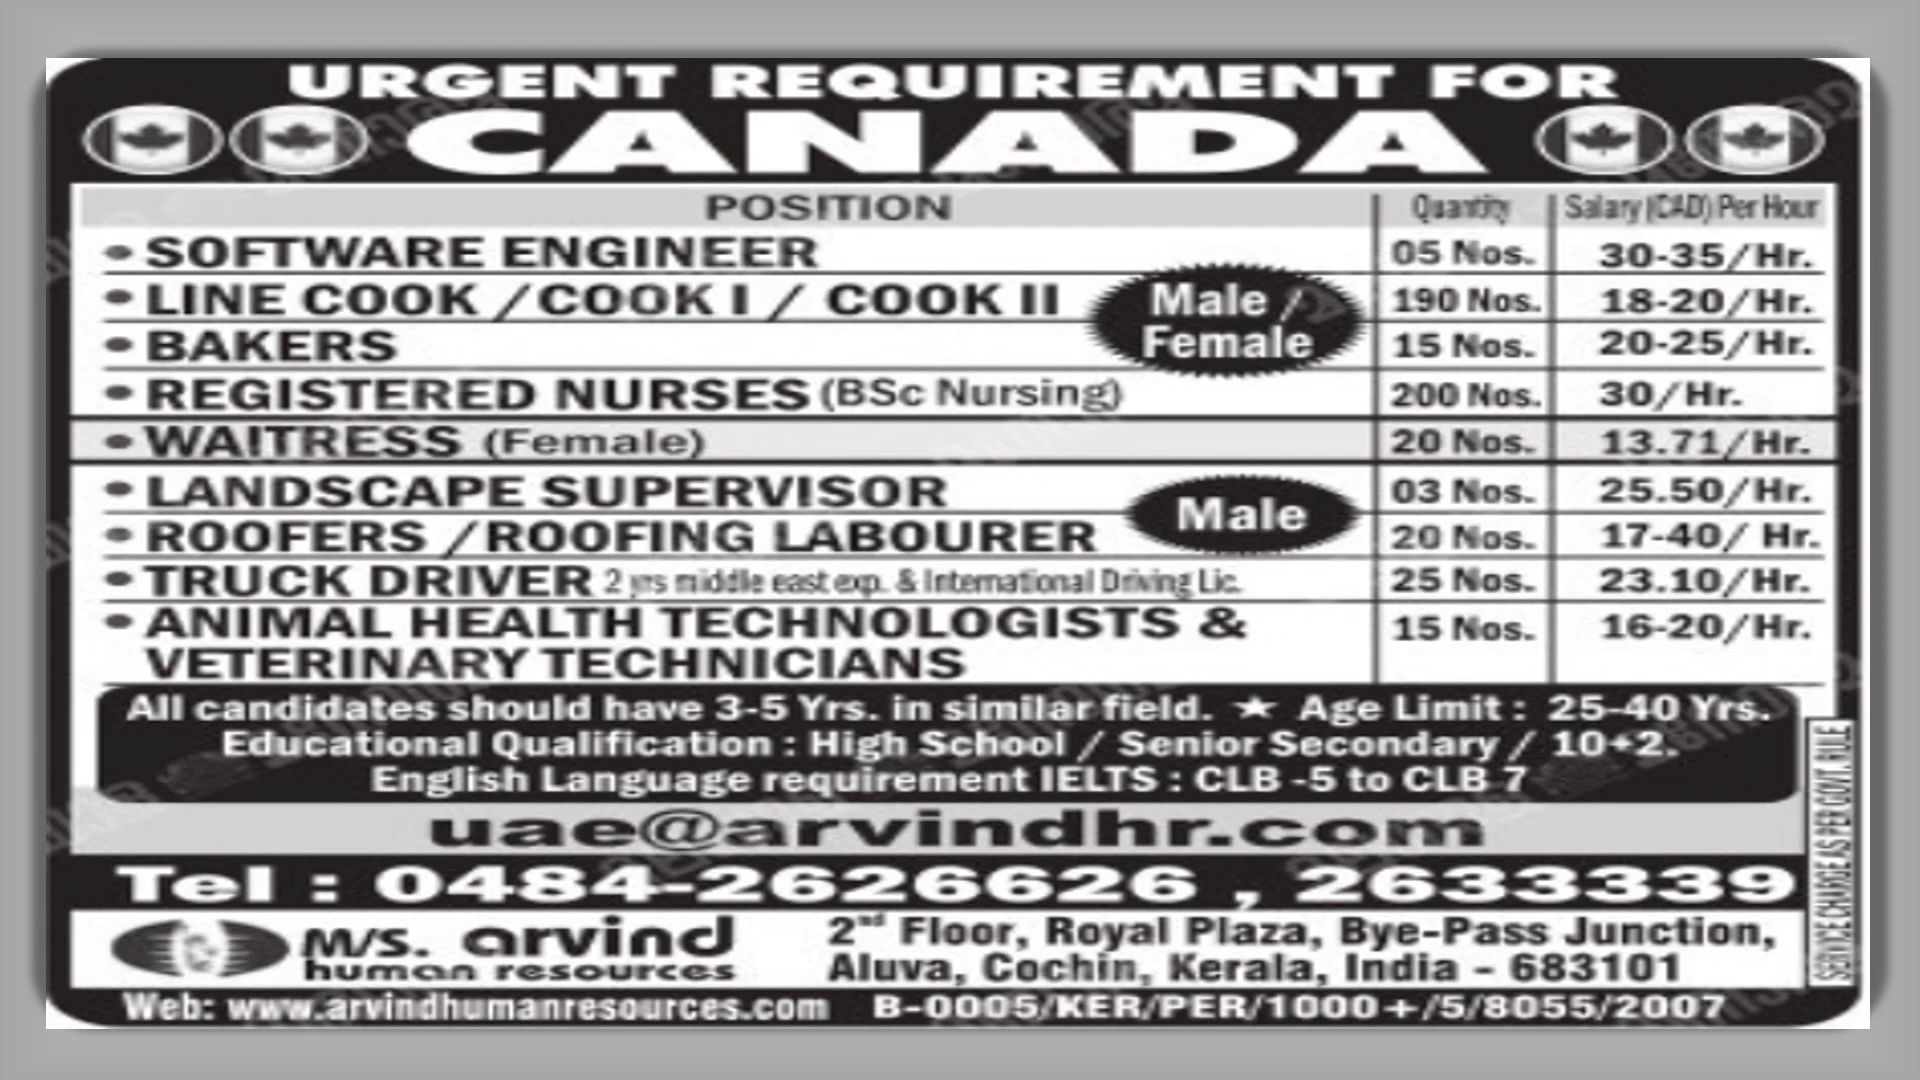 URGENT REQUIREMENT FOR
CANADA
POSITION Quantity Salary (CAD) Per Hour
• SOFTWARE ENGINEER 05 Nos. 30-35/Hr.
• LINE COOK /COOK I / COOK II 190 Nos. 18-20/Hr.
Male /
Female
• BAKERS 15 Nos. 20-25/Hr.
• REGISTERED NURSES (BSc Nursing) 200 Nos. 30/Hr.
• WAITRESS (Female) 20 Nos. 13.71/Hr.
• LANDSCAPE SUPERVISOR 03 Nos. 25.50/Hr.
Male
• ROOFERS /ROOFING LABOURER 20 Nos. 17-40/ Hr.
• TRUCK DRIVER 2 yrs middle east exp. & International Driving Lic. 25 Nos. 23.10/Hr.
• ANIMAL HEALTH TECHNOLOGISTS & 15 Nos. 16-20/Hr.
VETERINARY TECHNICIANS
All candidates should have 3-5 Yrs. in similar field. ★ Age Limit : 25-40 Yrs.
Educational Qualification : High School / Senior Secondary / 10+2.
English Language requirement IELTS : CLB -5 to CLB 7
uae@arvindhr.com
Tel : 0484-2626626 , 2633339
M/S. arvind
human resources
2nd Floor, Royal Plaza, Bye-Pass Junction,
Aluva, Cochin, Kerala, India - 683101
Web: www.arvindhumanresources.com B-0005/KER/PER/1000+/5/8055/2007
SERVICE CHARGE AS PER GOVT. RULE